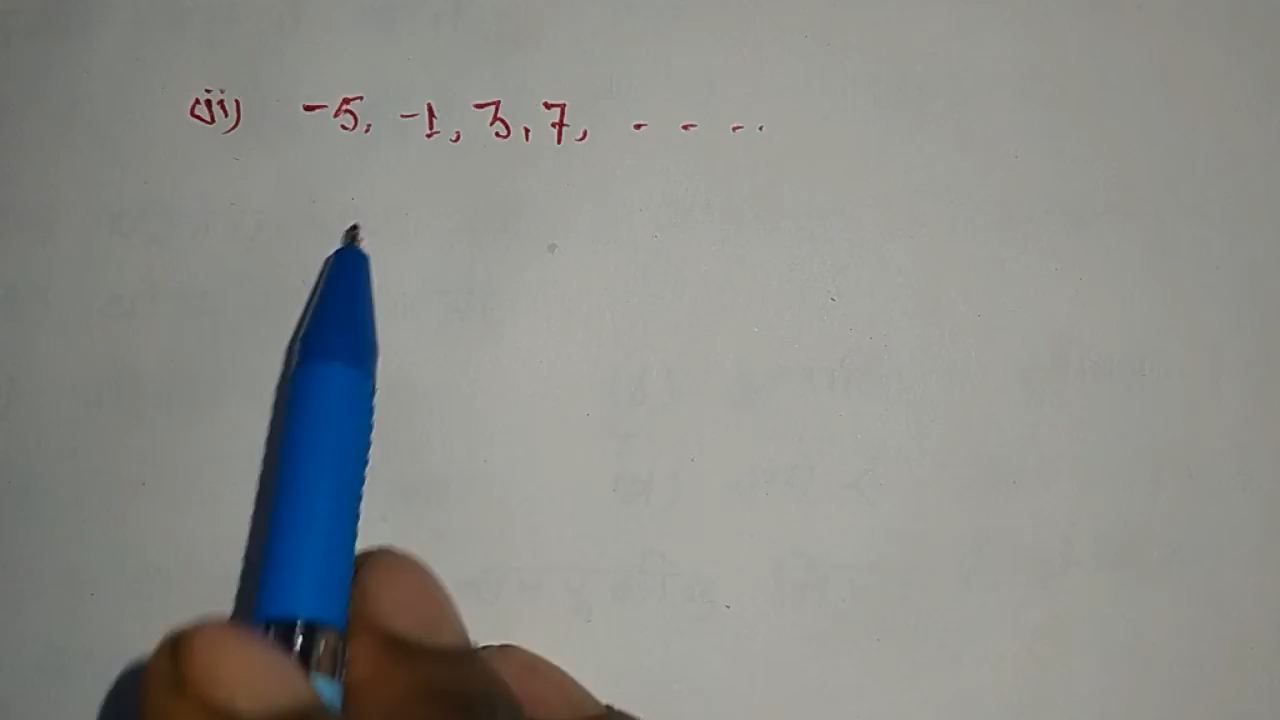 (ii) -5, -1, 3, 7, - - - -.